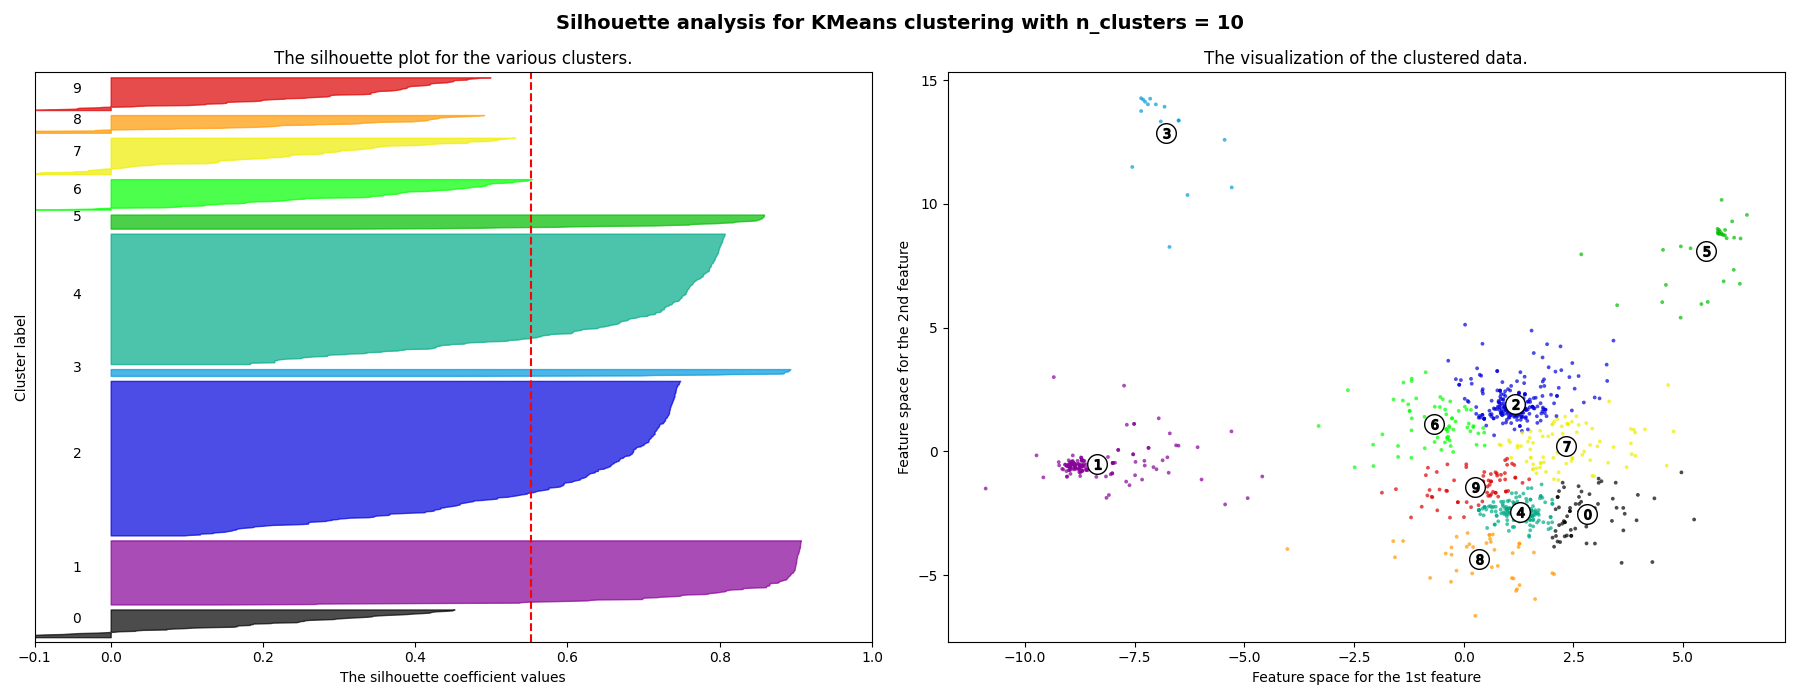 Silhouette analysis for KMeans clustering with n_clusters = 10
The silhouette plot for the various clusters.
9
8
7
6
5
4
3
2
1
0
Cluster label
−0.1 0.0 0.2 0.4 0.6 0.8 1.0
The silhouette coefficient values
The visualization of the clustered data.
15
10
5
0
−5
Feature space for the 2nd feature
3
5
2
6
7
1
9
4
0
8
−10.0 −7.5 −5.0 −2.5 0.0 2.5 5.0
Feature space for the 1st feature